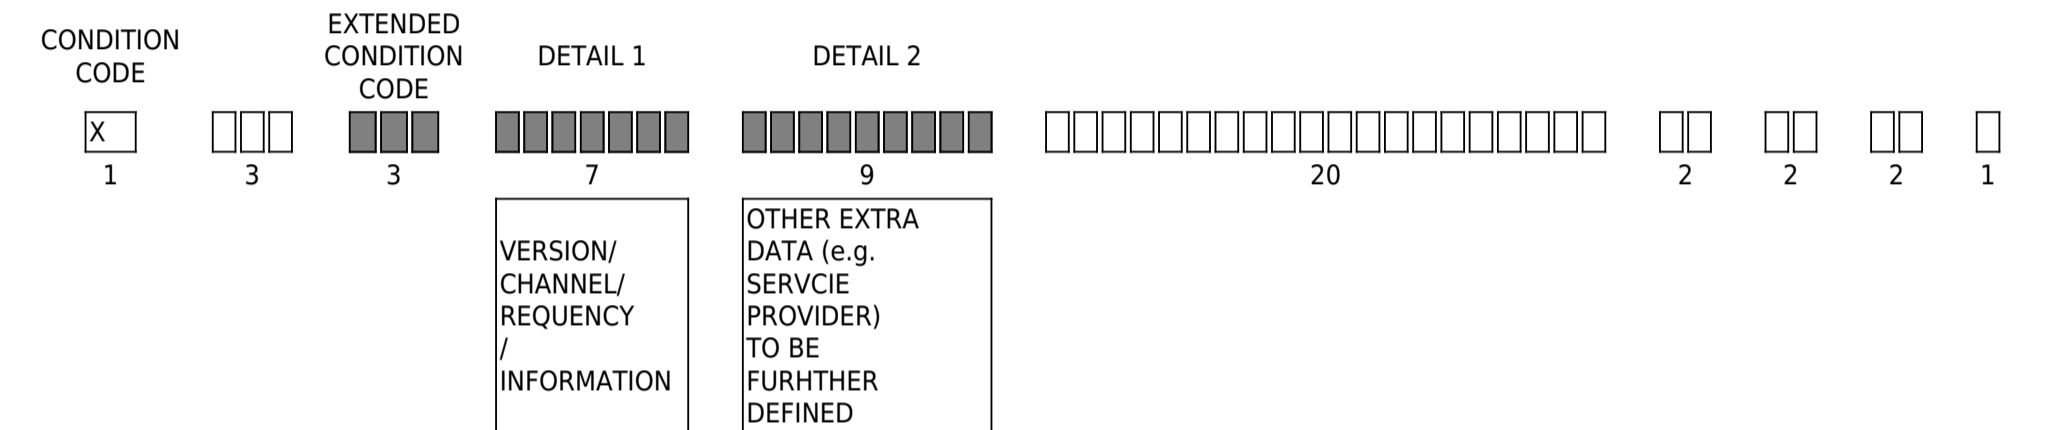 CONDITION
CODE
EXTENDED
CONDITION
CODE
DETAIL 1
DETAIL 2
X
1
3
3
7
9
20
2
2
2
1
VERSION/
CHANNEL/
REQUENCY
/
INFORMATION
OTHER EXTRA
DATA (e.g.
SERVCIE
PROVIDER)
TO BE
FURHTHER
DEFINED